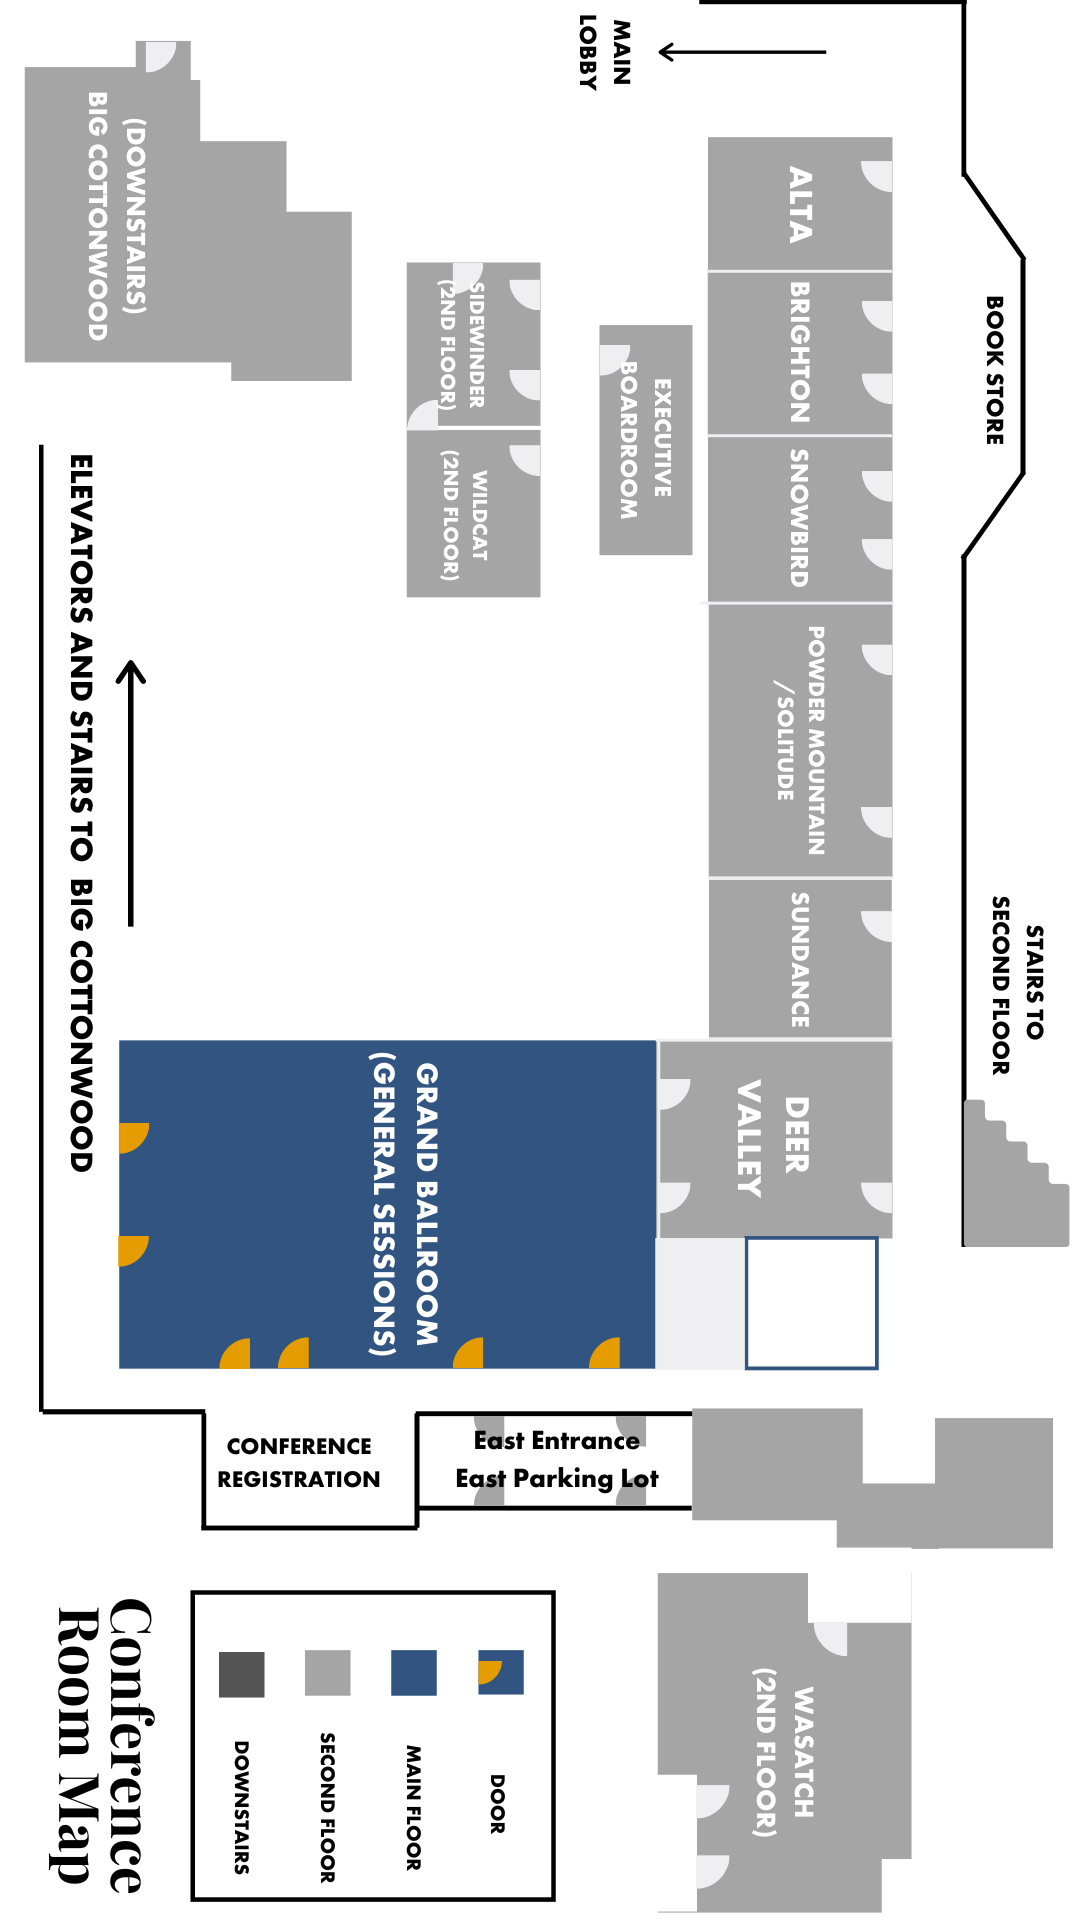 MAIN
LOBBY
(DOWNSTAIRS)
BIG COTTONWOOD
ALTA
BRIGHTON
SNOWBIRD
POWDER MOUNTAIN
/SOLITUDE
SUNDANCE
DEER
VALLEY
BOOK STORE
STAIRS TO
SECOND FLOOR
EXECUTIVE
BOARDROOM
SIDEWINDER
(2ND FLOOR)
WILDCAT
(2ND FLOOR)
ELEVATORS AND STAIRS TO BIG COTTONWOOD
GRAND BALLROOM
(GENERAL SESSIONS)
CONFERENCE
REGISTRATION
East Entrance
East Parking Lot
WASATCH
(2ND FLOOR)
DOOR
MAIN FLOOR
SECOND FLOOR
DOWNSTAIRS
Conference
Room Map